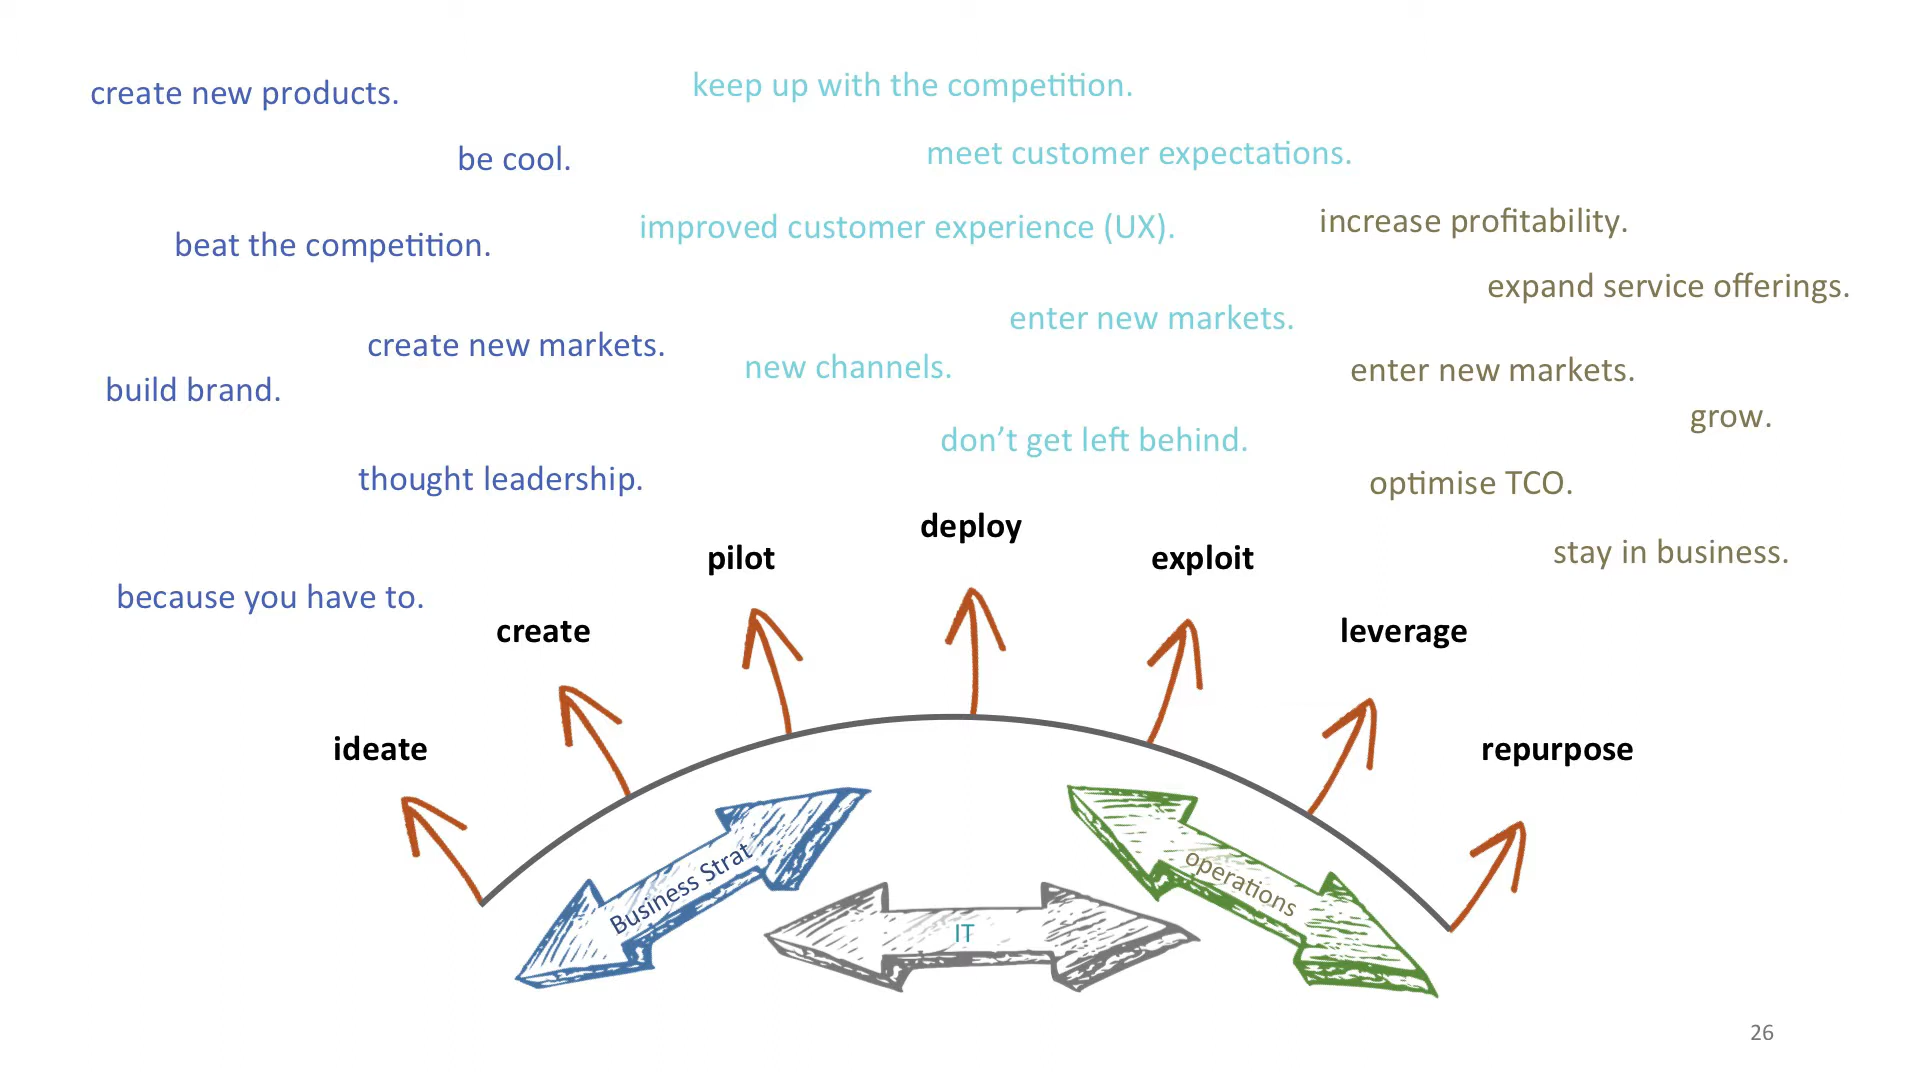 create new products.
keep up with the competition.
be cool.
meet customer expectations.
improved customer experience (UX).
increase profitability.
beat the competition.
expand service offerings.
enter new markets.
create new markets.
new channels.
enter new markets.
build brand.
grow.
don't get left behind.
thought leadership.
optimise TCO.
deploy
pilot
exploit
stay in business.
because you have to.
create
leverage
ideate
repurpose
Business Strat
operations
IT
26